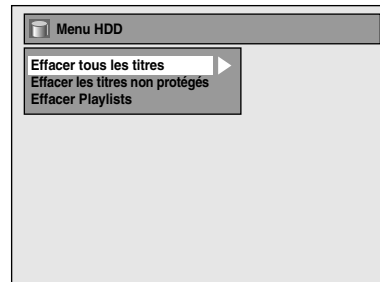 Menu HDD
Effacer tous les titres
Effacer les titres non protégés
Effacer Playlists